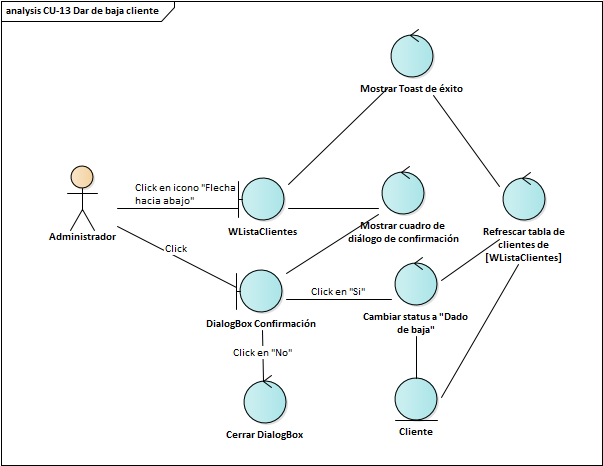 analysis CU-13 Dar de baja cliente
Mostrar Toast de éxito
Click en icono "Flecha
hacia abajo"
Administrador
WListaClientes
Mostrar cuadro de
diálogo de confirmación
Refrescar tabla de
clientes de
[WListaClientes]
Click
Click en "Si"
DialogBox Confirmación
Cambiar status a "Dado
de baja"
Click en "No"
Cerrar DialogBox
Cliente